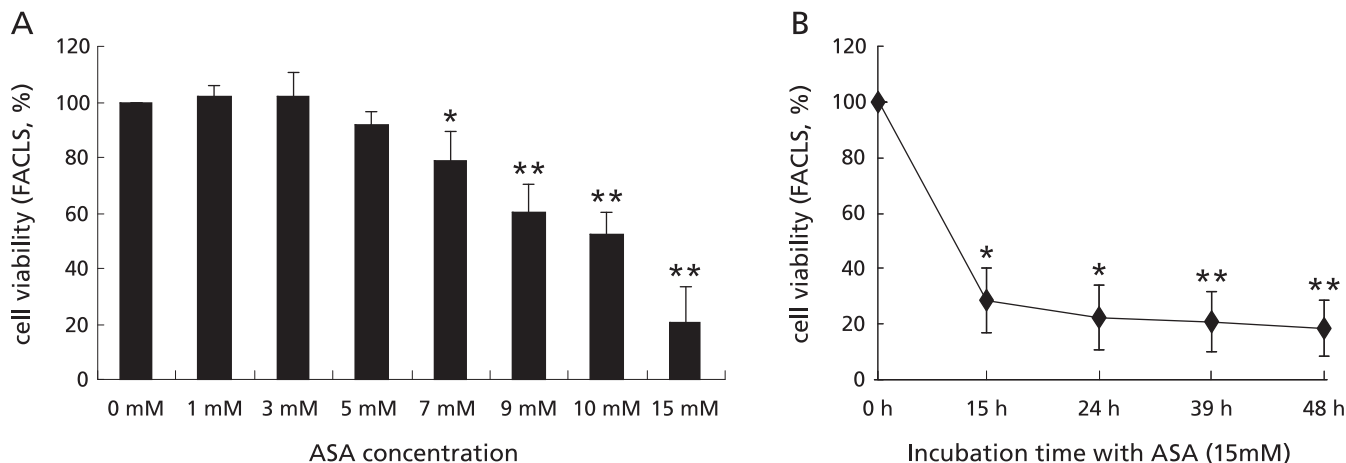 A
cell viability (FACLS, %)
120
100
80
60
40
20
0
*
**
**
**
0 mM 1 mM 3 mM 5 mM 7 mM 9 mM 10 mM 15 mM
ASA concentration
B
cell viability (FACLS, %)
120
100
80
60
40
20
0
*
*
**
**
0 h 15 h 24 h 39 h 48 h
Incubation time with ASA (15mM)